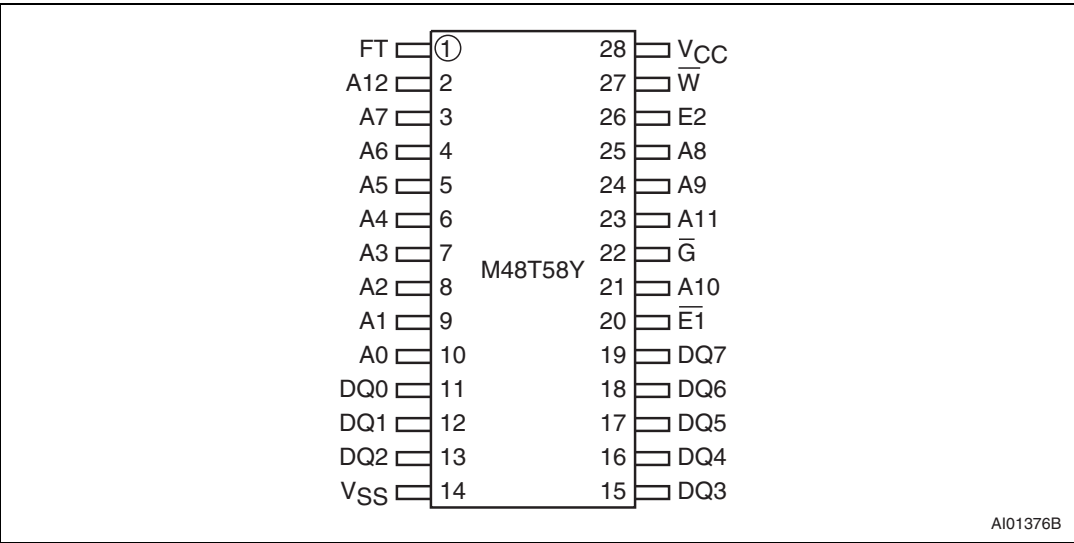 FT 1 28 VCC
A12 2 27 W̅
A7 3 26 E2
A6 4 25 A8
A5 5 24 A9
A4 6 23 A11
A3 7 22 G̅
M48T58Y
A2 8 21 A10
A1 9 20 E̅1̅
A0 10 19 DQ7
DQ0 11 18 DQ6
DQ1 12 17 DQ5
DQ2 13 16 DQ4
VSS 14 15 DQ3
AI01376B